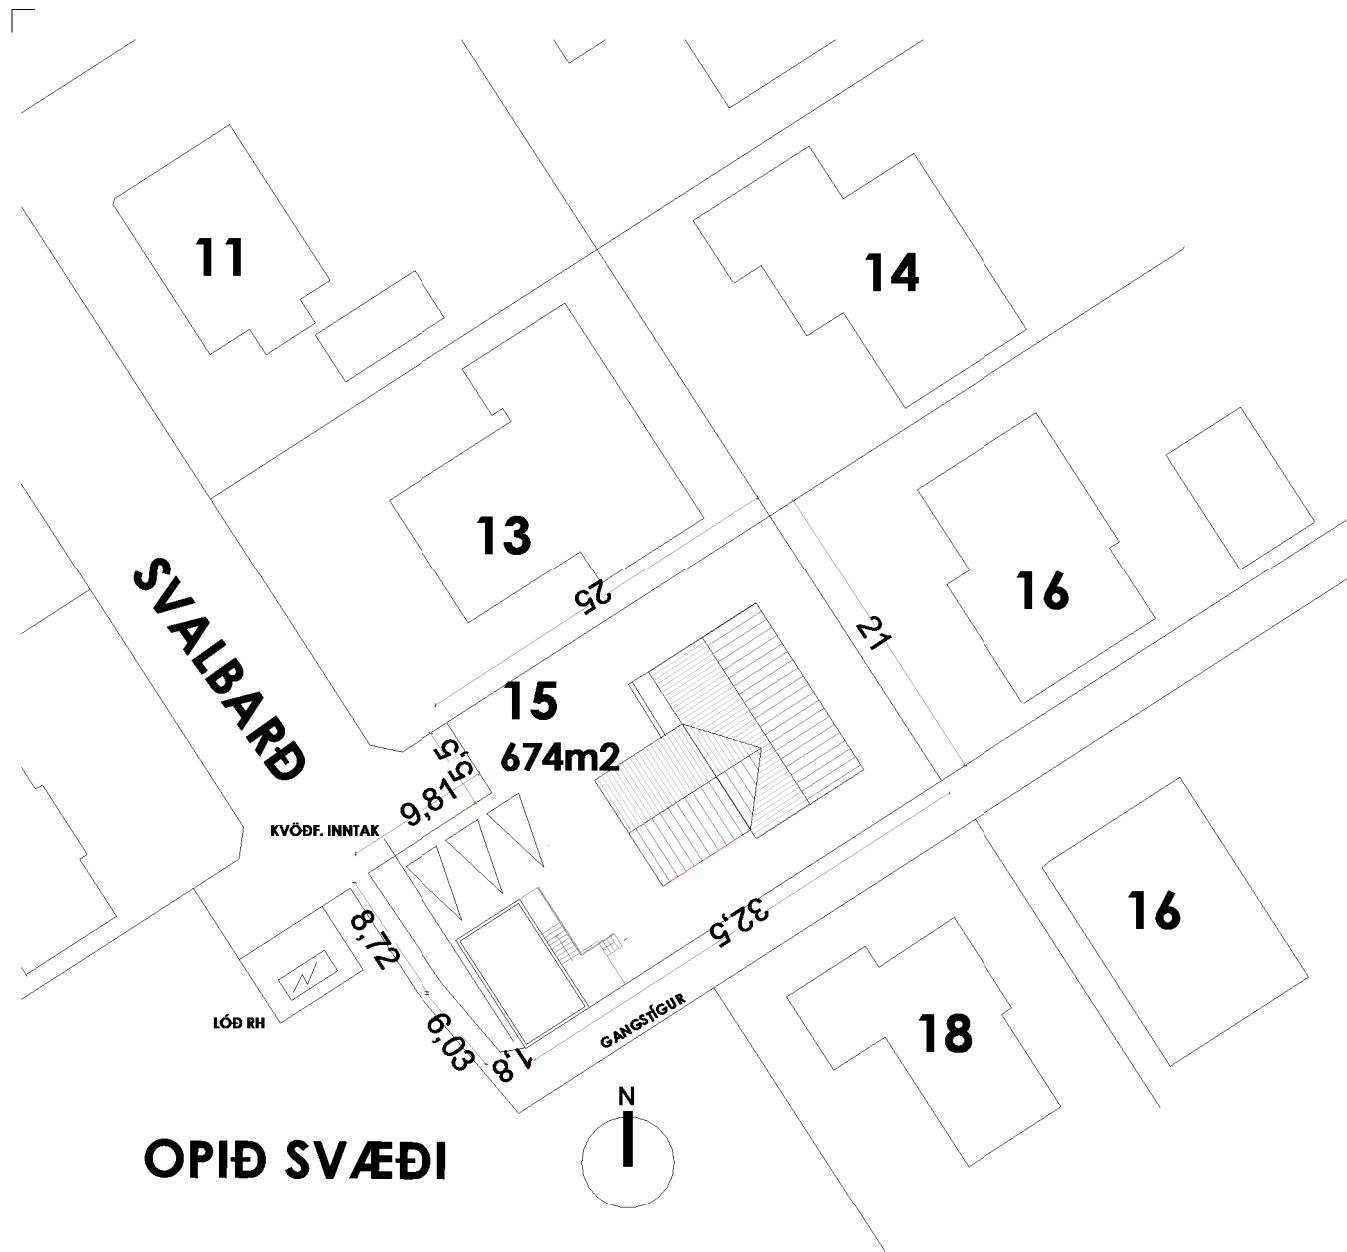 11
14
13
16
SVALBARÐ
25
21
15
674m2
5,5
9,81
KVÖÐF. INNTAK
8,72
32,5
16
LÓÐ RH
6,03
1,8
GANGSTÍGUR
18
N
OPIÐ SVÆÐI